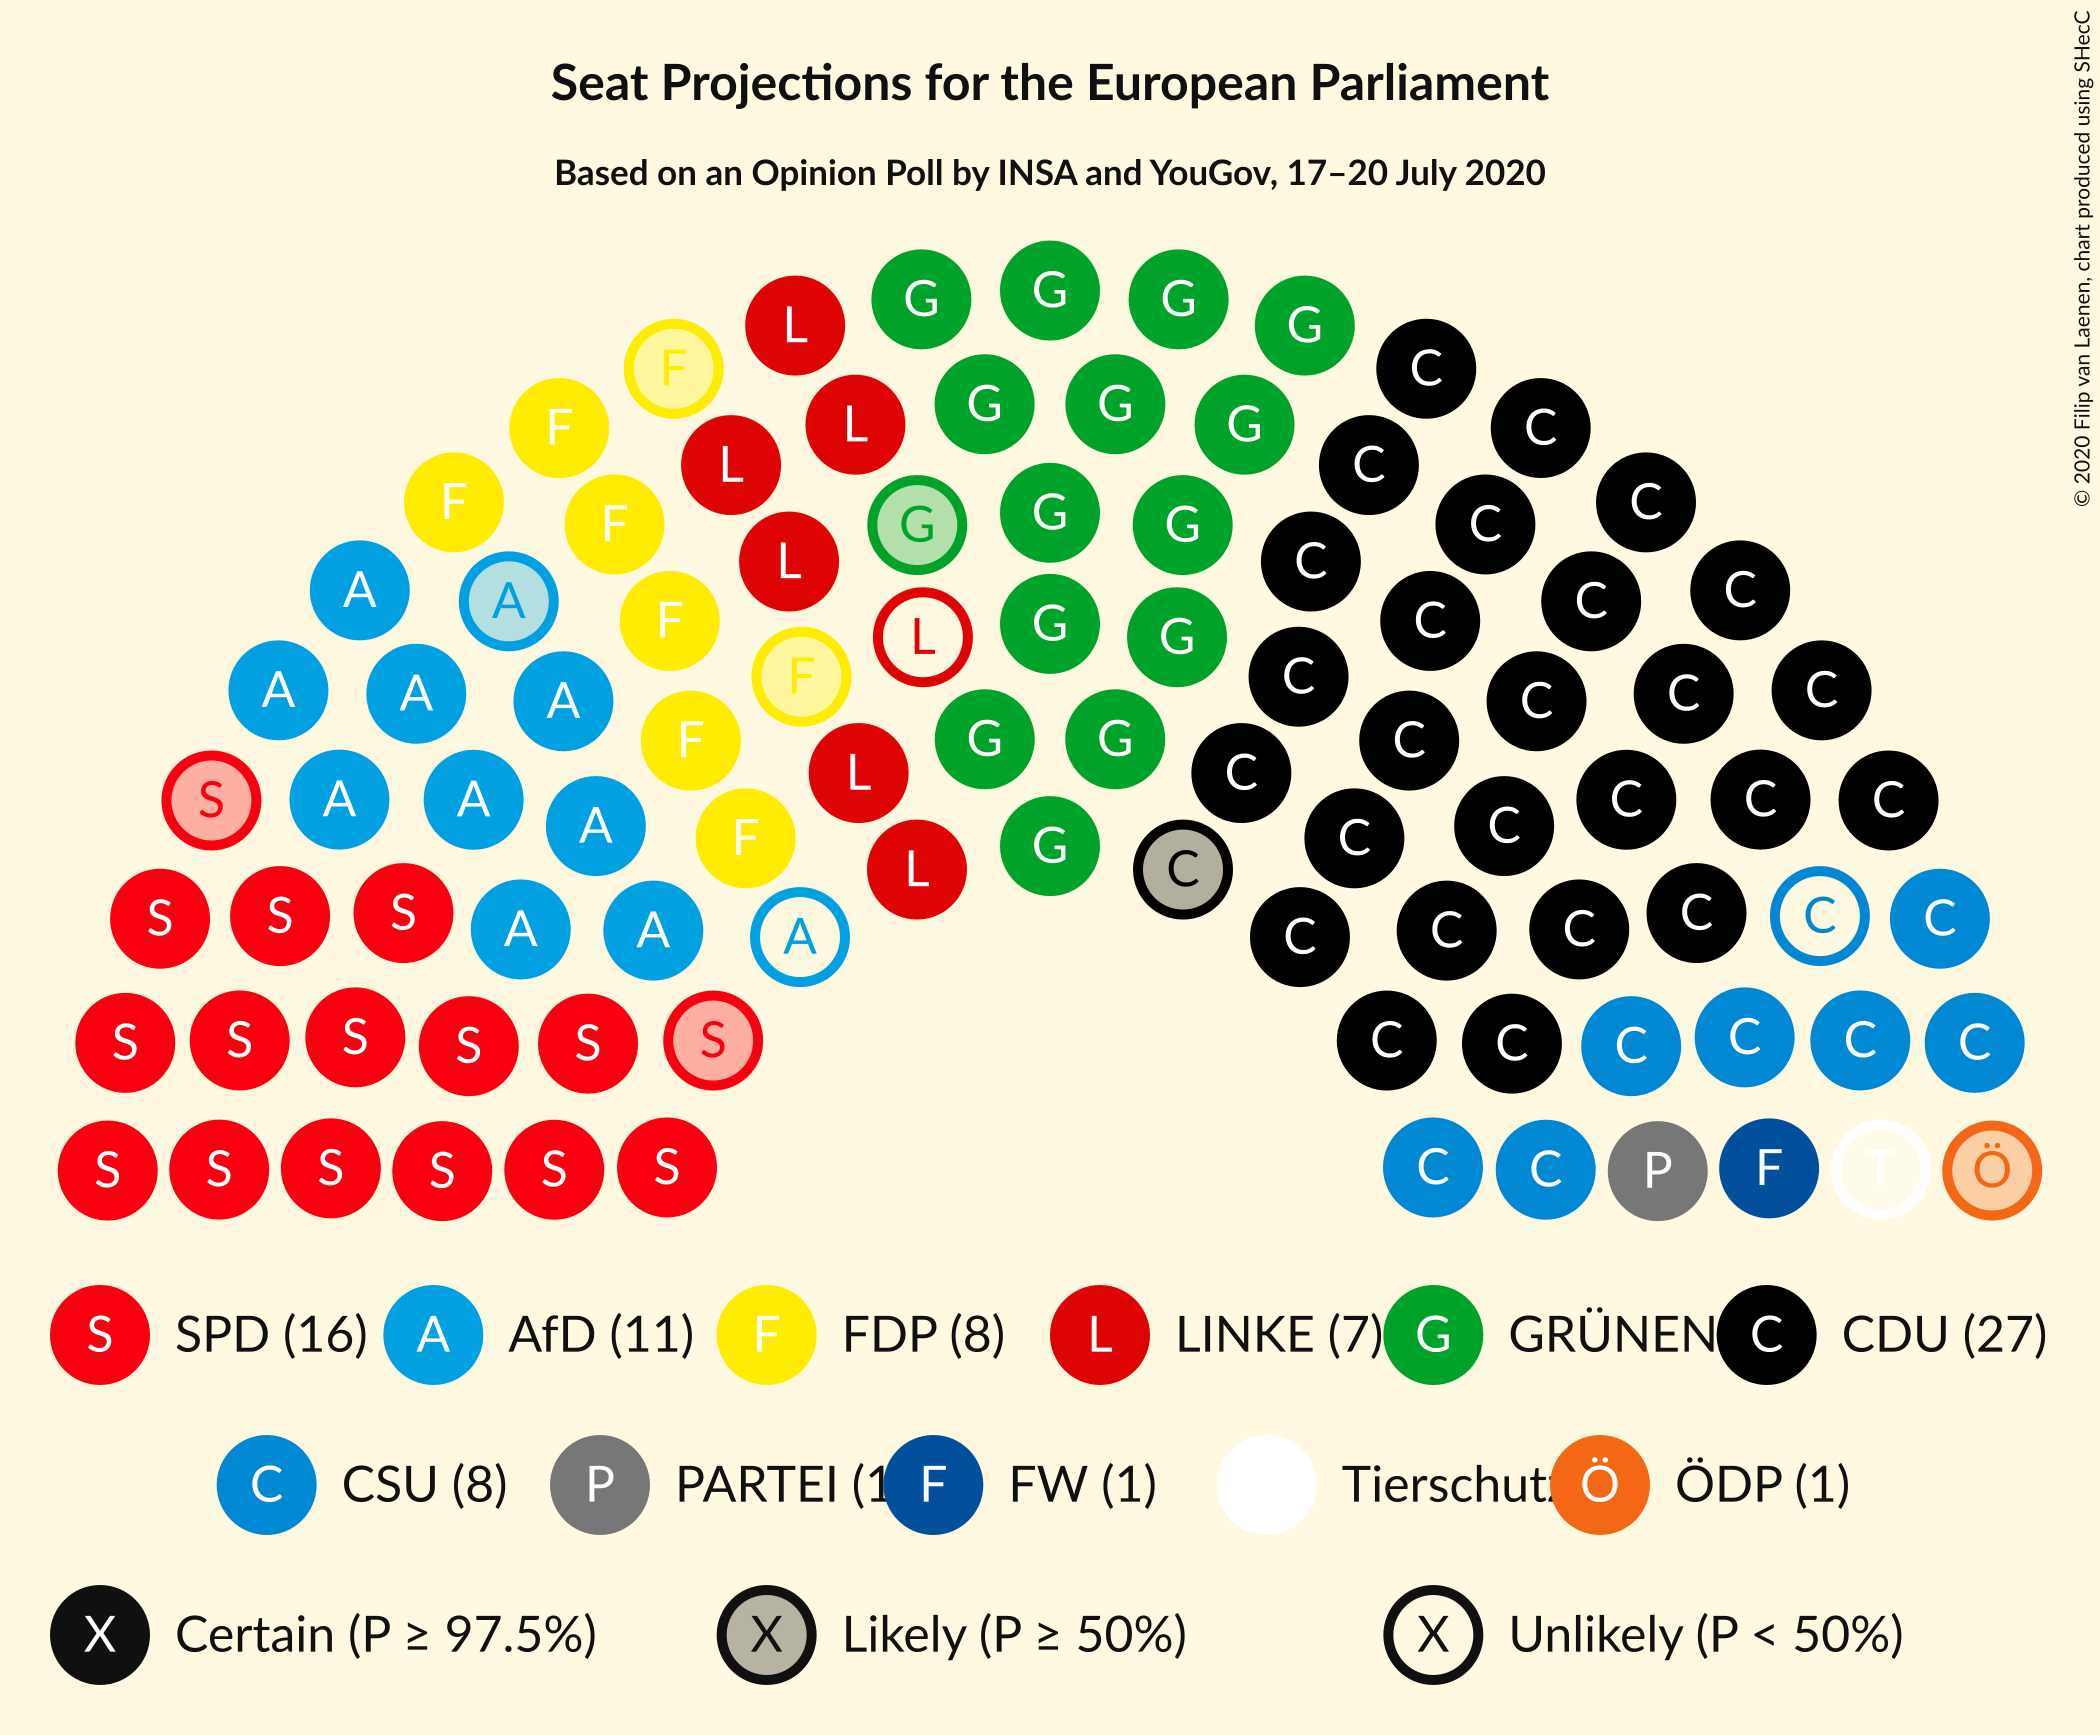 Seat Projections for the European Parliament
Based on an Opinion Poll by INSA and YouGov, 17–20 July 2020
© 2020 Filip van Laenen, chart produced using SHecC
G G G G
L L G G G C
F F L G G G C C
F F L L G G C C C
A A F F L G G C C C C
A A A F F L G G C C C C C
S A A A F L G C C C C C C
S S S A A A C C C C C C
S S S S S S C C C C C C
S S S S S S C C P F T Ö
S SPD (16) A AfD (11) F FDP (8) L LINKE (7) G GRÜNEN C CDU (27)
C CSU (8) P PARTEI (1 F FW (1) Tierschutz Ö ÖDP (1)
X Certain (P ≥ 97.5%) X Likely (P ≥ 50%) X Unlikely (P < 50%)